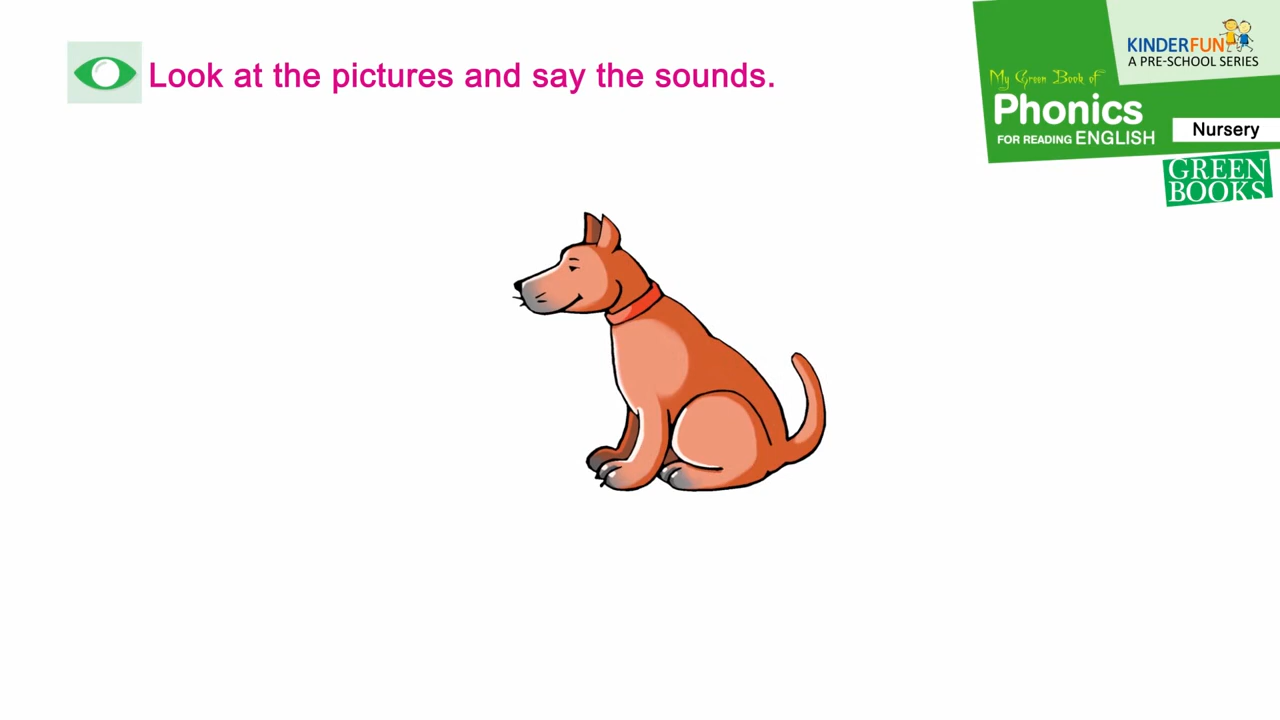 Look at the pictures and say the sounds.
KINDERFUN
A PRE-SCHOOL SERIES
My Green Book of
Phonics
FOR READING ENGLISH
Nursery
GREEN
BOOKS